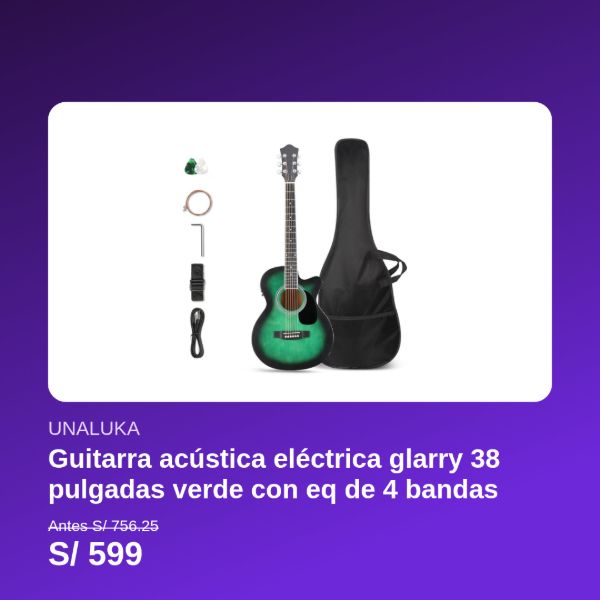 UNALUKA
Guitarra acústica eléctrica glarry 38
pulgadas verde con eq de 4 bandas
Antes S/ 756.25
S/ 599